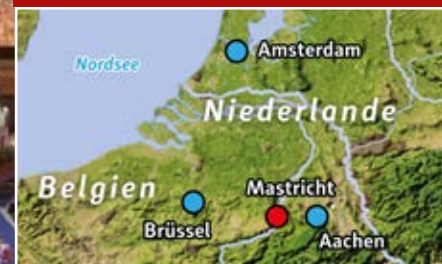 Amsterdam
Nordsee
Niederlande
Belgien
Mastricht
Brüssel
Aachen